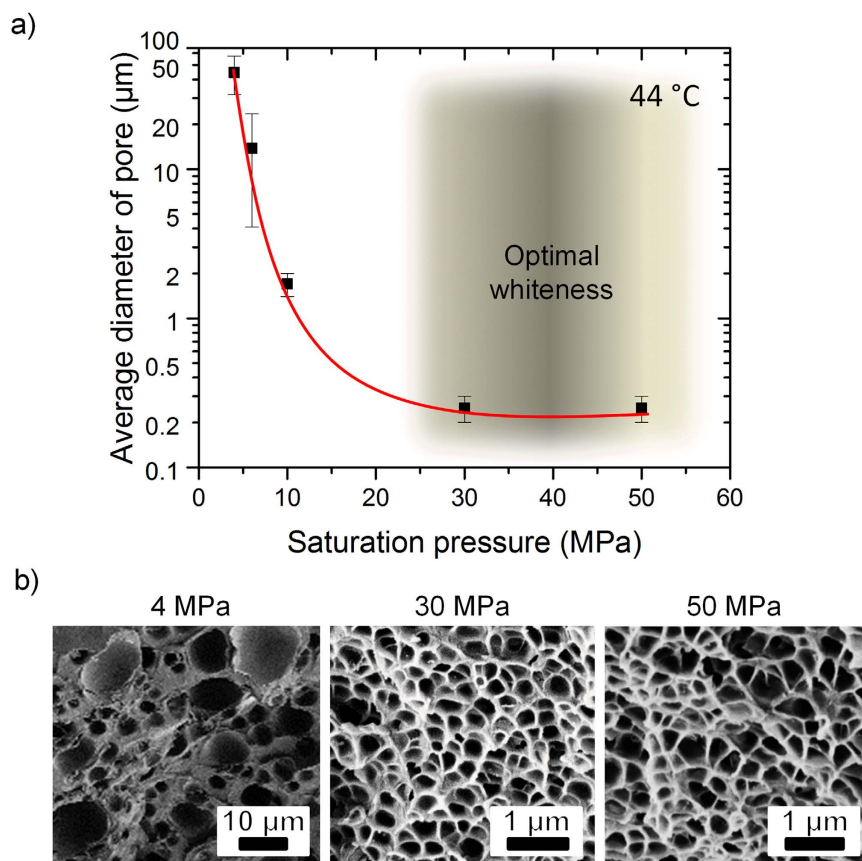 a)
100
50
20
10
5
2
1
0.5
0.2
0.1
Average diameter of pore (µm)
44 °C
Optimal
whiteness
0
10
20
30
40
50
60
Saturation pressure (MPa)
b)
4 MPa
30 MPa
50 MPa
10 µm
1 µm
1 µm